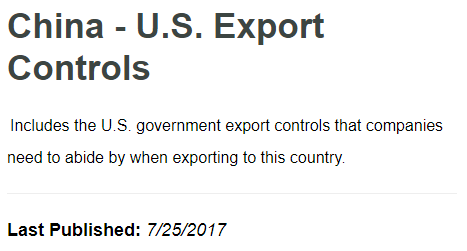 China - U.S. Export
Controls
Includes the U.S. government export controls that companies
need to abide by when exporting to this country.
Last Published: 7/25/2017